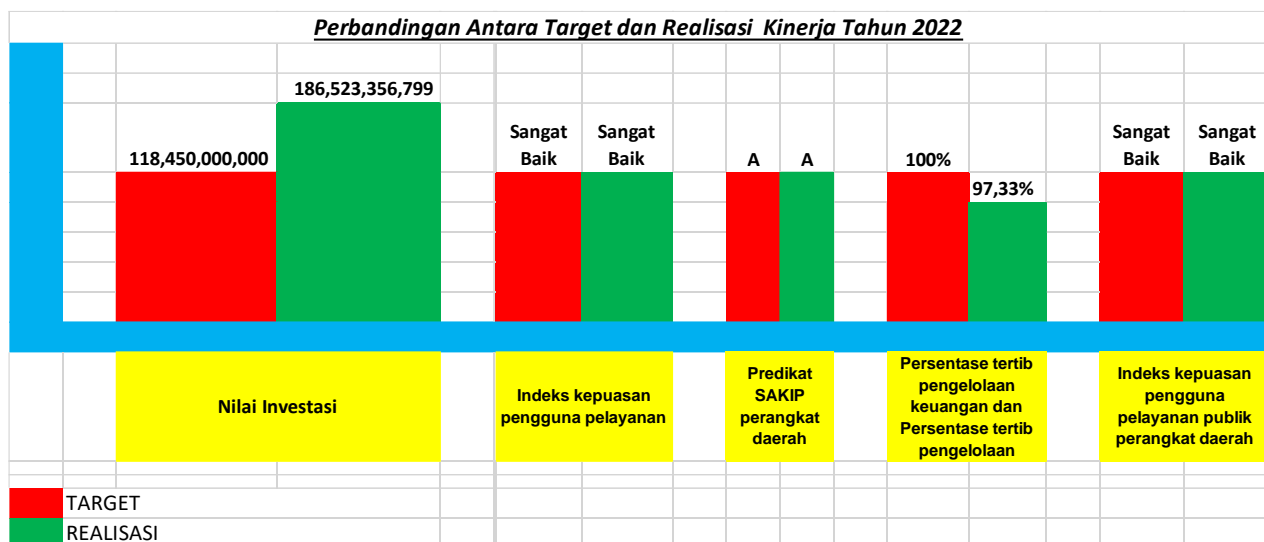 Perbandingan Antara Target dan Realisasi Kinerja Tahun 2022
186,523,356,799
118,450,000,000
Sangat
Baik
Sangat
Baik
A
A
100%
97,33%
Sangat
Baik
Sangat
Baik
Nilai Investasi
Indeks kepuasan
pengguna pelayanan
Predikat
SAKIP
perangkat
daerah
Persentase tertib
pengelolaan
keuangan dan
Persentase tertib
pengelolaan
Indeks kepuasan
pengguna
pelayanan publik
perangkat daerah
TARGET
REALISASI